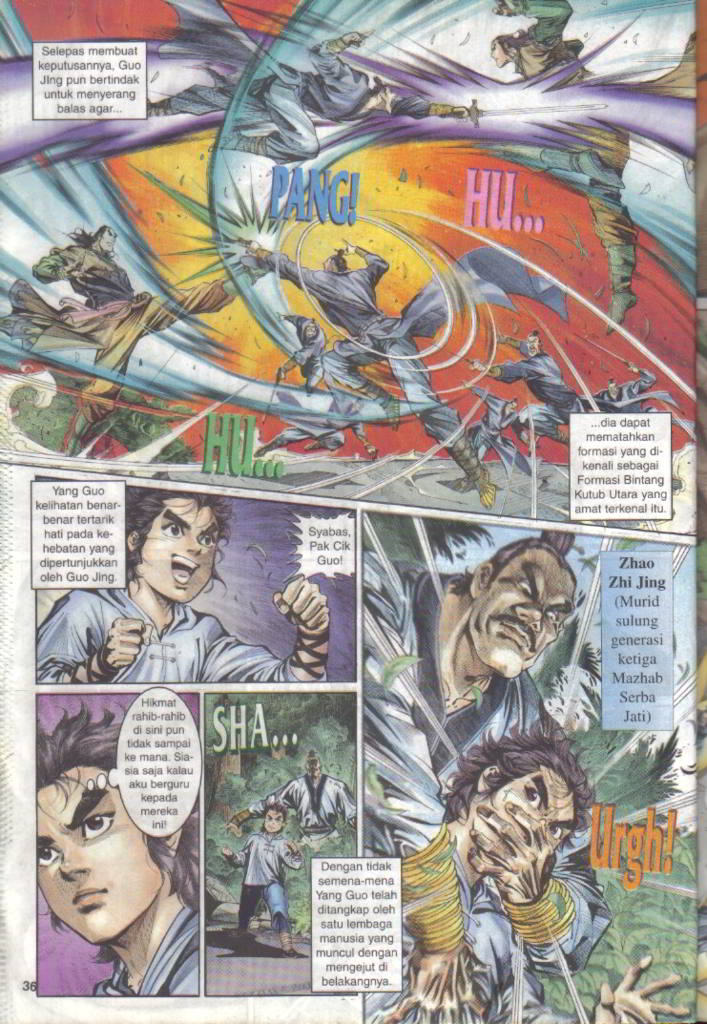 Selepas membuat
keputusannya, Guo
JIng pun bertindak
untuk menyerang
balas agar...
PANG!
HU...
HU...
...dia dapat
mematahkan
formasi yang di-
kenali sebagai
Formasi Bintang
Kutub Utara yang
amat terkenal itu.
Yang Guo
kelihatan benar-
benar tertarik
hati pada ke-
hebatan yang
dipertunjukkan
oleh Guo Jing.
Syabas,
Pak Cik
Guo!
Zhao
Zhi Jing
(Murid
sulung
generasi
ketiga
Mazhab
Serba
Jati)
Hikmat
rahib-rahib
di sini pun
tidak sampai
ke mana. Sia-
sia saja kalau
aku berguru
kepada
mereka
ini!
SHA...
Dengan tidak
semena-mena
Yang Guo telah
ditangkap oleh
satu lembaga
manusia yang
muncul dengan
mengejut di
belakangnya.
Urgh!
36